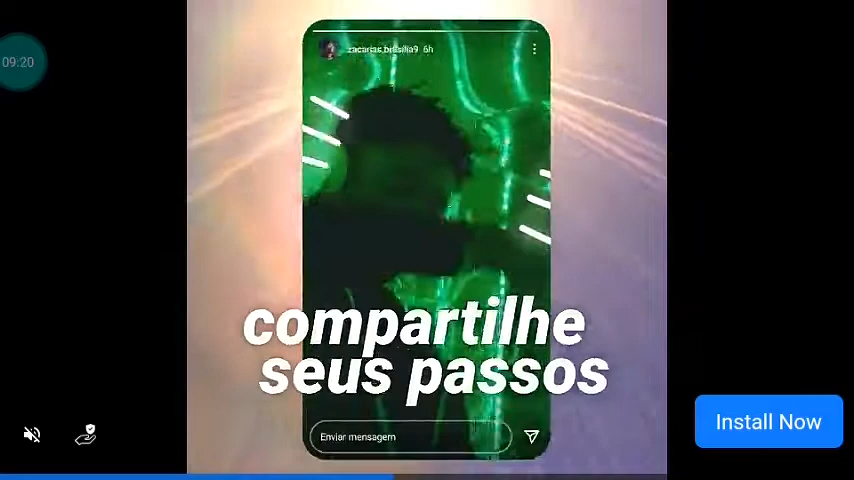 09:20
zacarias.brasilia9 6h
compartilhe
seus passos
Enviar mensagem
Install Now